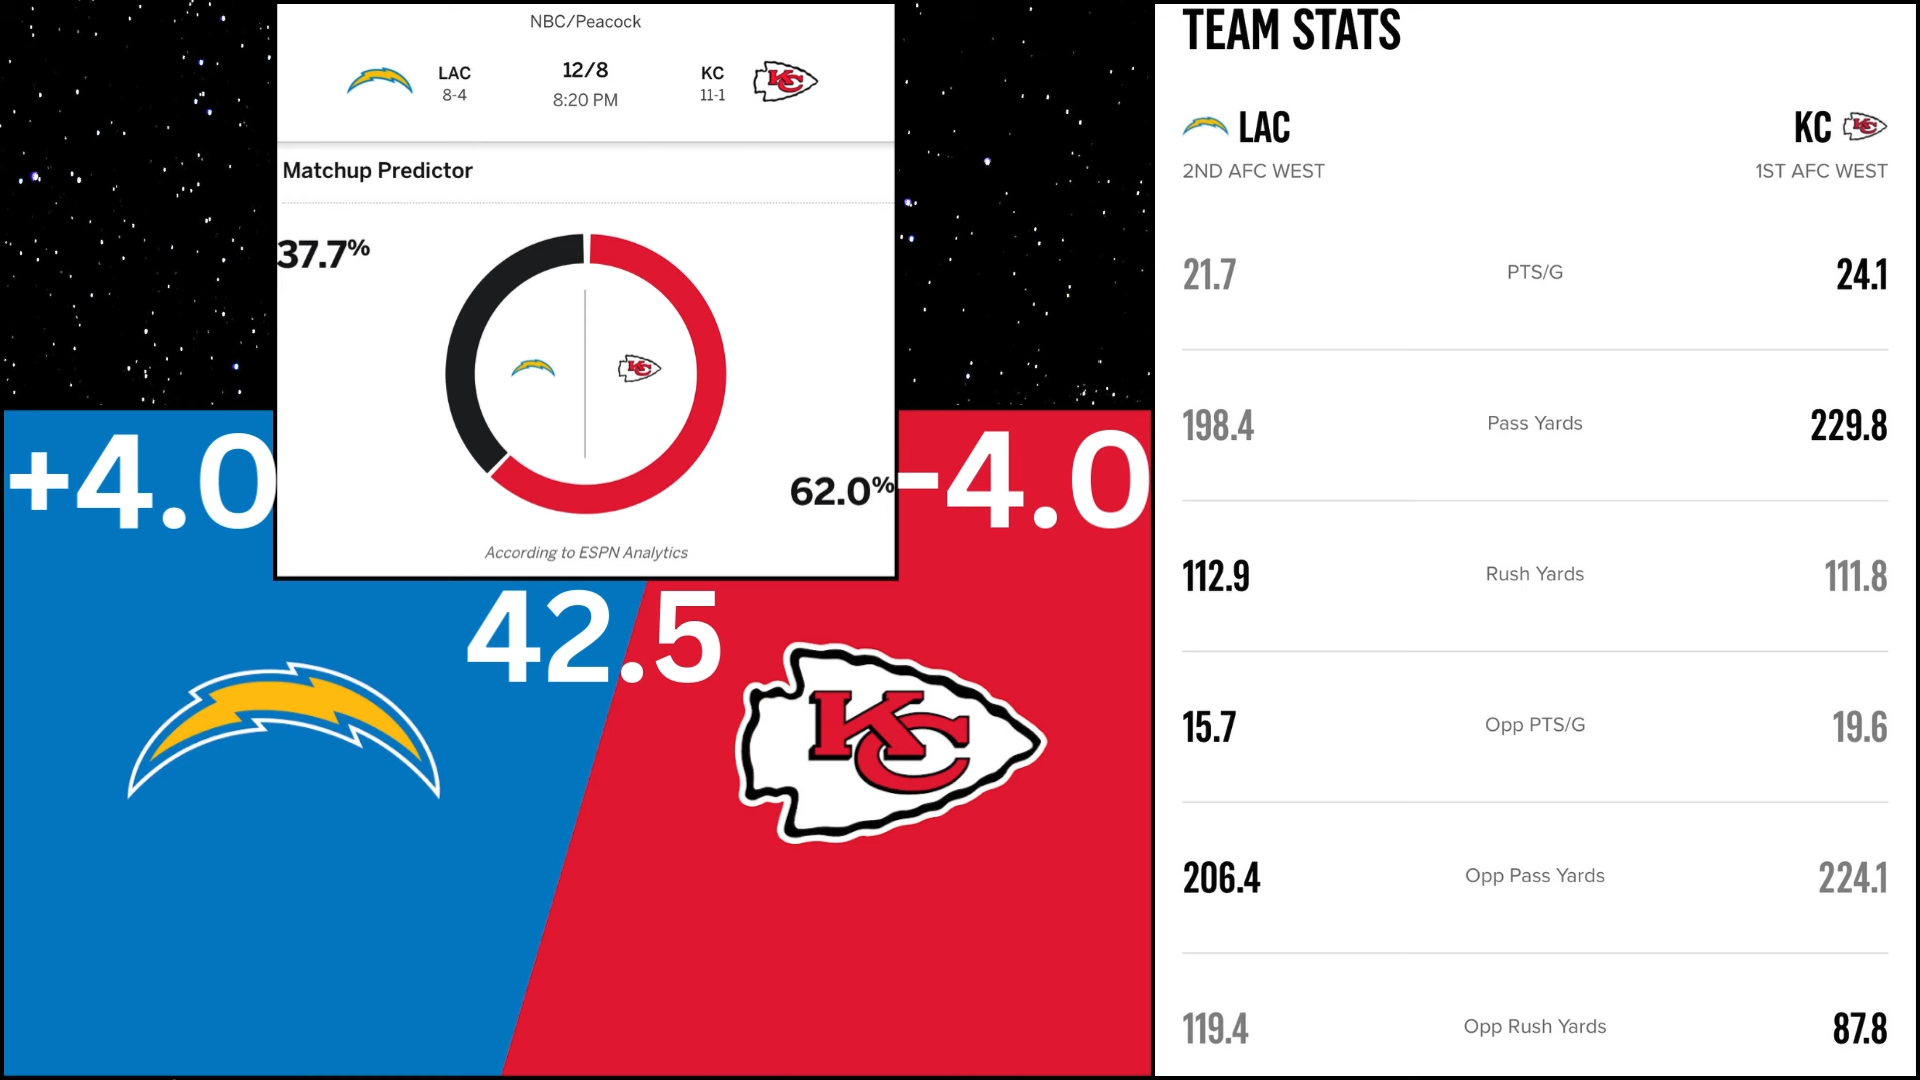 NBC/Peacock
LAC
8-4
12/8
8:20 PM
KC
11-1
Matchup Predictor
37.7%
62.0%
According to ESPN Analytics
+4.0
-4.0
42.5
KC
TEAM STATS
LAC
KC
2ND AFC WEST
1ST AFC WEST
21.7 PTS/G 24.1
198.4 Pass Yards 229.8
112.9 Rush Yards 111.8
15.7 Opp PTS/G 19.6
206.4 Opp Pass Yards 224.1
119.4 Opp Rush Yards 87.8